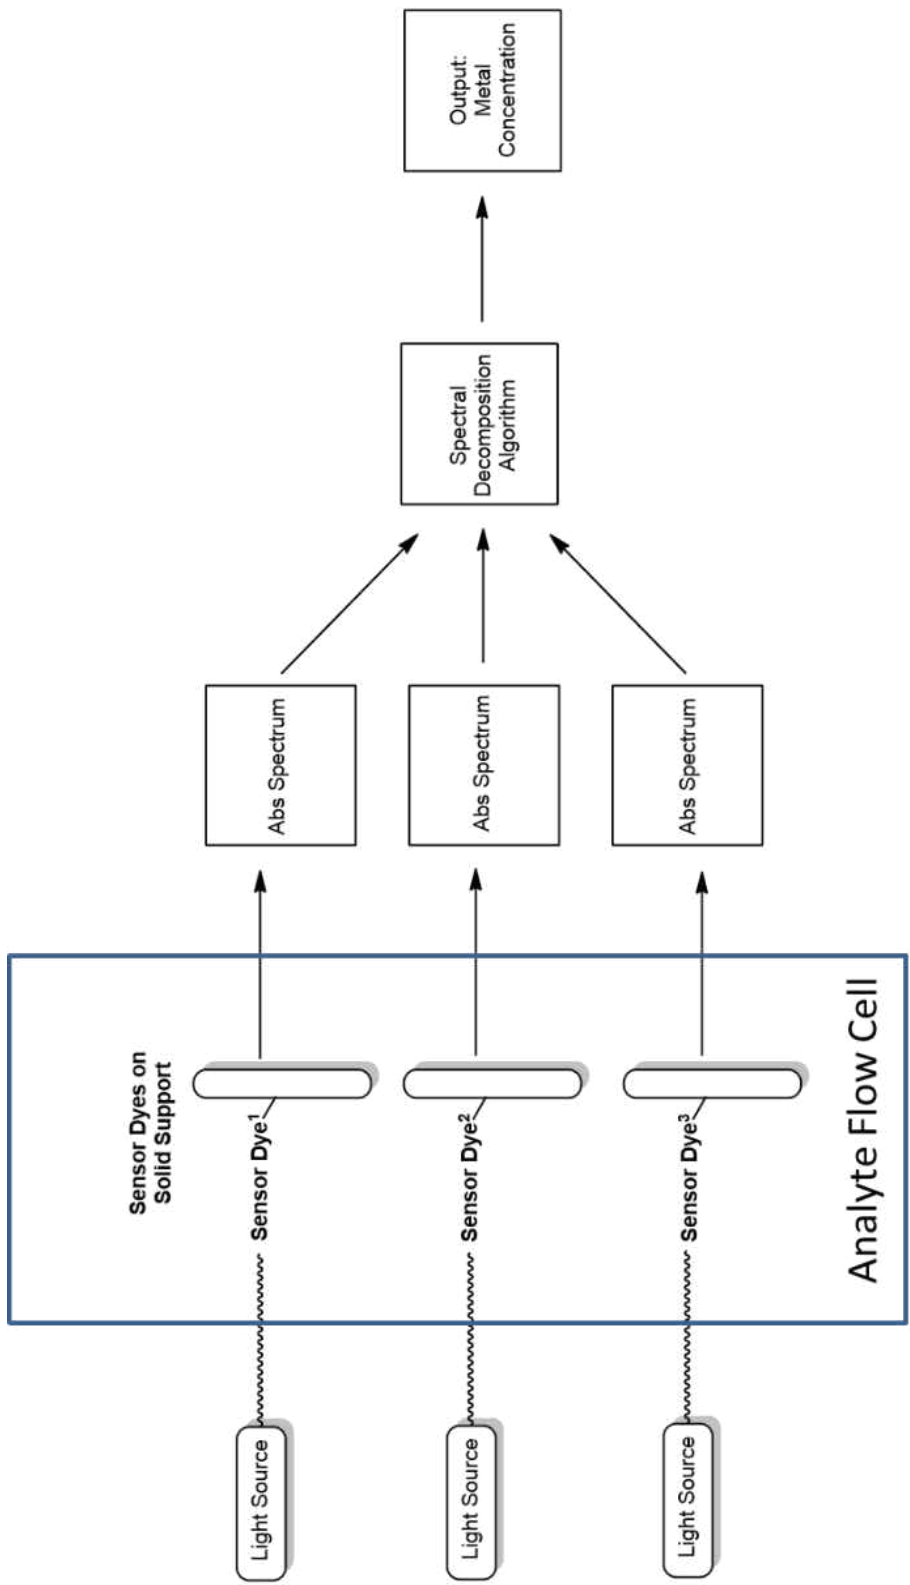 Sensor Dyes on
Solid Support
Light Source
Sensor Dye¹
Abs Spectrum
Light Source
Sensor Dye²
Abs Spectrum
Light Source
Sensor Dye³
Abs Spectrum
Spectral
Decomposition
Algorithm
Output:
Metal
Concentration
Analyte Flow Cell